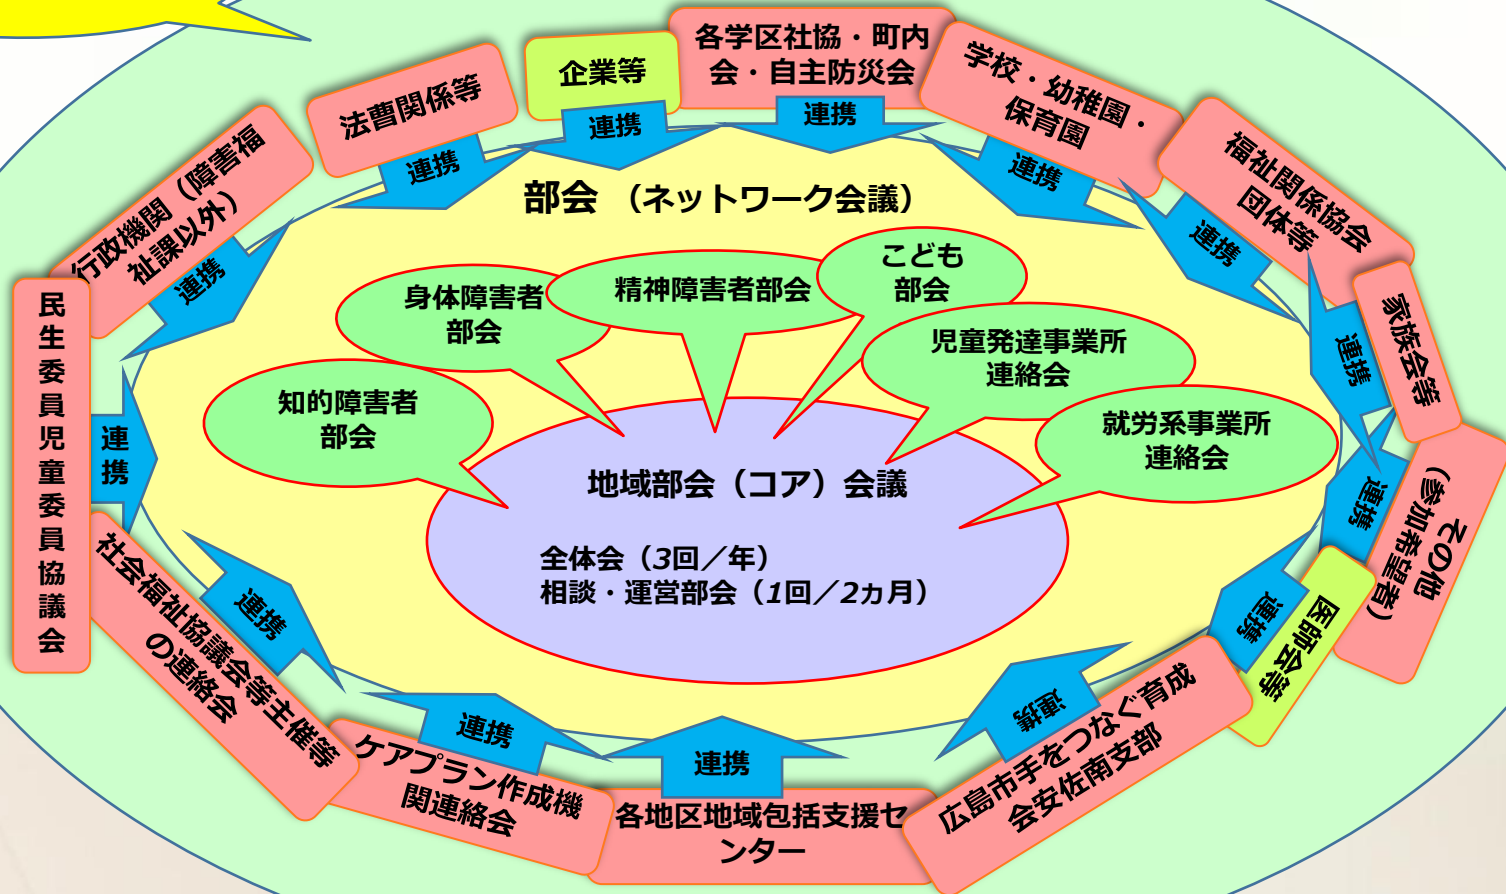 各学区社協・町内
会・自主防災会
連携
企業等
連携
法曹関係等
連携
行政機関（障害福
祉課以外）
連携
民生委員児童委員協議会
連携
学校・幼稚園・
保育園
連携
福祉関係協会
団体等
連携
家族会等
連携
その他
（参加希望者）
連携
医師会等
連携
部会 （ネットワーク会議）
知的障害者
部会
身体障害者
部会
精神障害者部会
こども
部会
児童発達事業所
連絡会
就労系事業所
連絡会
地域部会（コア）会議
全体会（3回／年）
相談・運営部会（1回／2ヵ月）
社会福祉協議会等主催等
の連絡会
連携
ケアプラン作成機
関連絡会
連携
各地区地域包括支援セ
ンター
連携
広島市手をつなぐ育成
会安佐南支部
連携